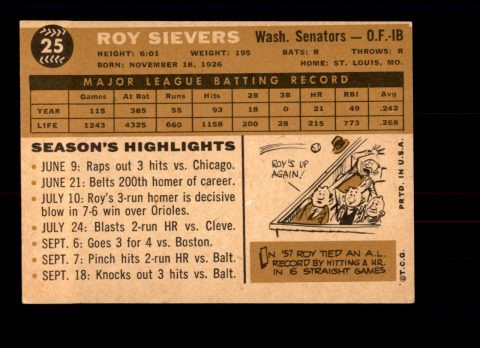 25
ROY SIEVERS Wash. Senators — O.F.-IB
HEIGHT: 6:01 WEIGHT: 195 BATS: R THROWS: R
BORN: NOVEMBER 18, 1926 HOME: ST. LOUIS, MO.
MAJOR LEAGUE BATTING RECORD
Games At Bat Runs Hits 2B 3B HR RBI Avg
YEAR 115 385 55 93 18 0 21 49 .242
LIFE 1243 4325 660 1158 200 28 215 773 .268
SEASON'S HIGHLIGHTS
• JUNE 9: Raps out 3 hits vs. Chicago.
• JUNE 21: Belts 200th homer of career.
• JULY 10: Roy's 3-run homer is decisive
blow in 7-6 win over Orioles.
• JULY 24: Blasts 2-run HR vs. Cleve.
• SEPT. 6: Goes 3 for 4 vs. Boston.
• SEPT. 7: Pinch hits 2-run HR vs. Balt.
• SEPT. 18: Knocks out 3 hits vs. Balt.
ROY'S UP
AGAIN!
IN '57 ROY TIED AN A.L.
RECORD BY HITTING A HR. IN
6 STRAIGHT GAMES
©T.C.G. PRTD. IN U.S.A.